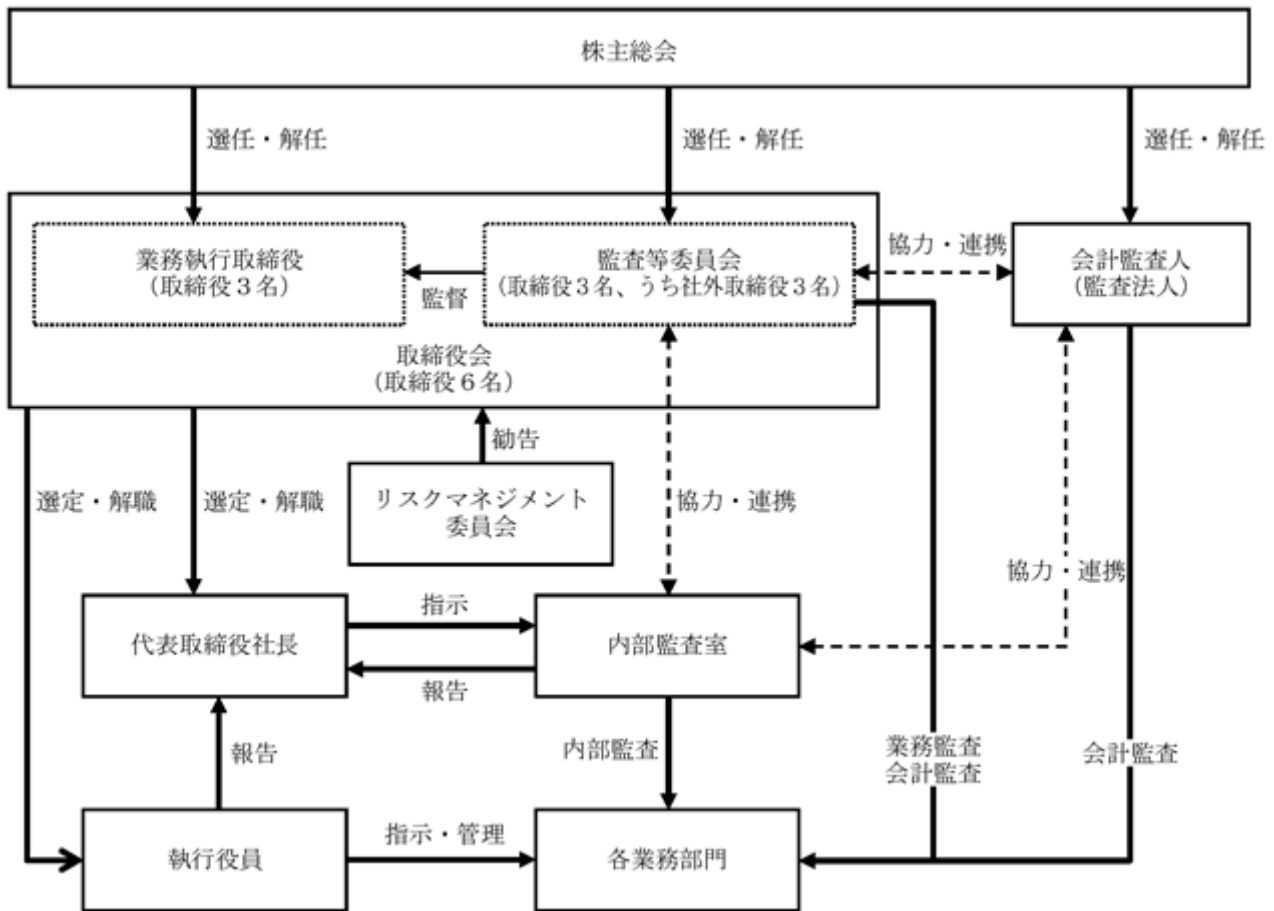 株主総会
選任・解任
選任・解任
選任・解任
業務執行取締役
（取締役３名）
監督
監査等委員会
（取締役３名、うち社外取締役３名）
協力・連携
会計監査人
（監査法人）
取締役会
（取締役６名）
勧告
リスクマネジメント
委員会
選定・解職
選定・解職
協力・連携
協力・連携
代表取締役社長
指示
報告
内部監査室
報告
内部監査
業務監査
会計監査
会計監査
執行役員
指示・管理
各業務部門